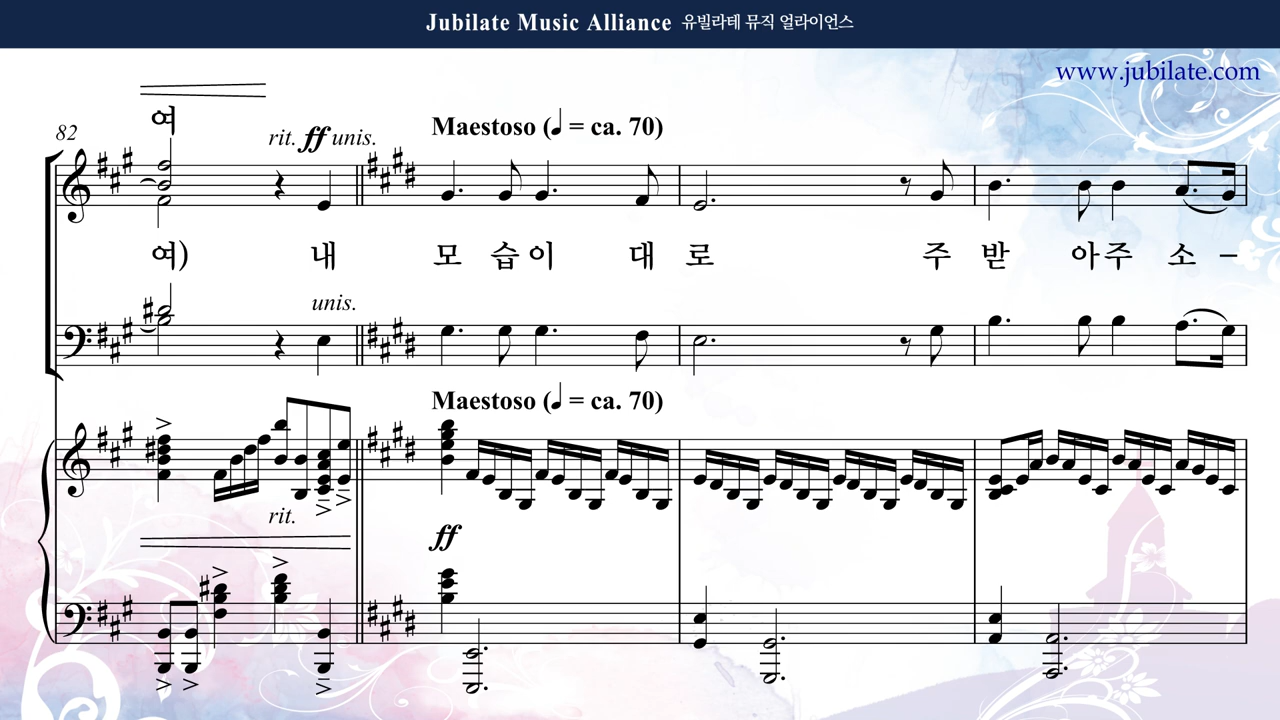 Jubilate Music Alliance 유빌라테 뮤직 얼라이언스
www.jubilate.com
여
82
rit. ff unis.
Maestoso (♩ = ca. 70)
여) 내 모 습 이 대 로 주 받 아 주 소 –
unis.
Maestoso (♩ = ca. 70)
rit.
ff